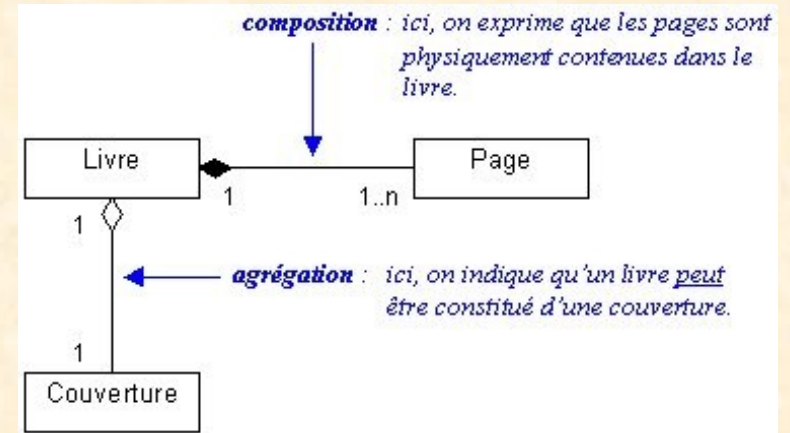 composition : ici, on exprime que les pages sont
physiquement contenues dans le
livre.
Livre
Page
1
1..n
1
agrégation : ici, on indique qu'un livre peut
être constitué d'une couverture.
1
Couverture